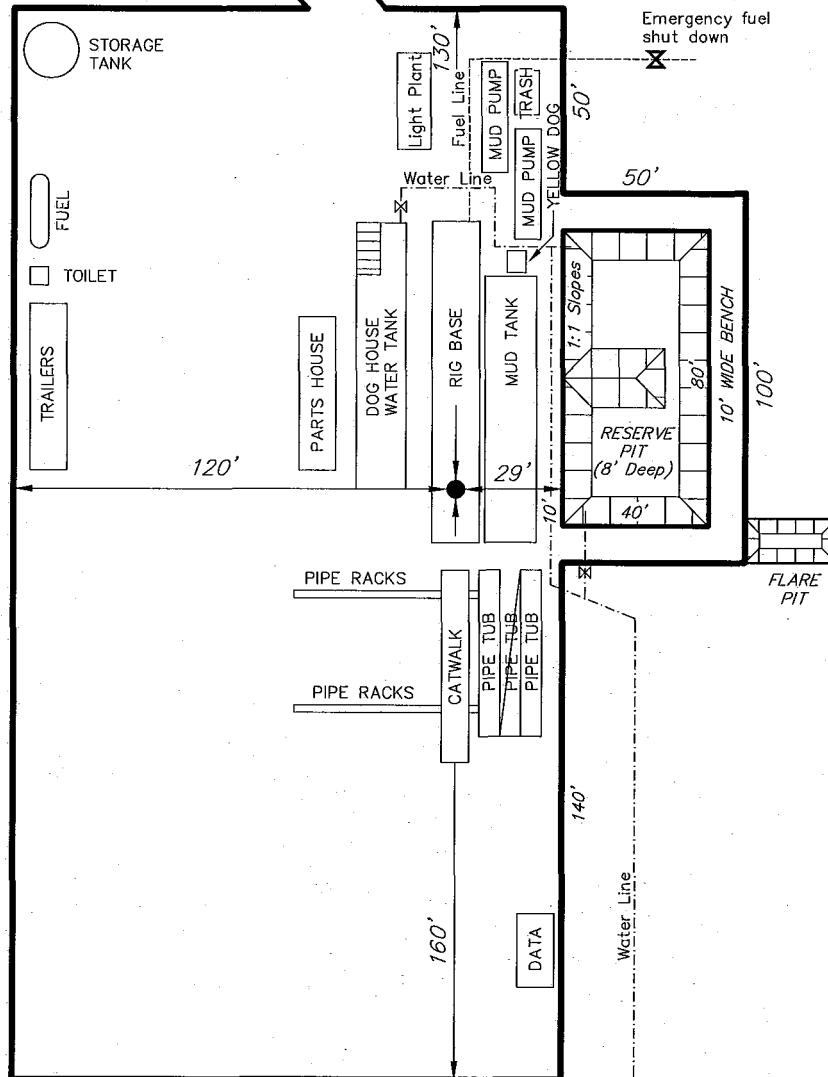 Emergency fuel
shut down
STORAGE
TANK
130'
Light Plant
Fuel Line
MUD PUMP
TRASH
50'
MUD PUMP
YELLOW DOG
Water Line
50'
FUEL
TOILET
TRAILERS
PARTS HOUSE
DOG HOUSE
WATER TANK
RIG BASE
MUD TANK
1:1 Slopes
80'
10' WIDE BENCH
100'
RESERVE
PIT
(8' Deep)
120'
29'
10'
40'
FLARE
PIT
PIPE RACKS
CATWALK
PIPE TUB
PIPE TUB
PIPE TUB
PIPE RACKS
140'
160'
DATA
Water Line